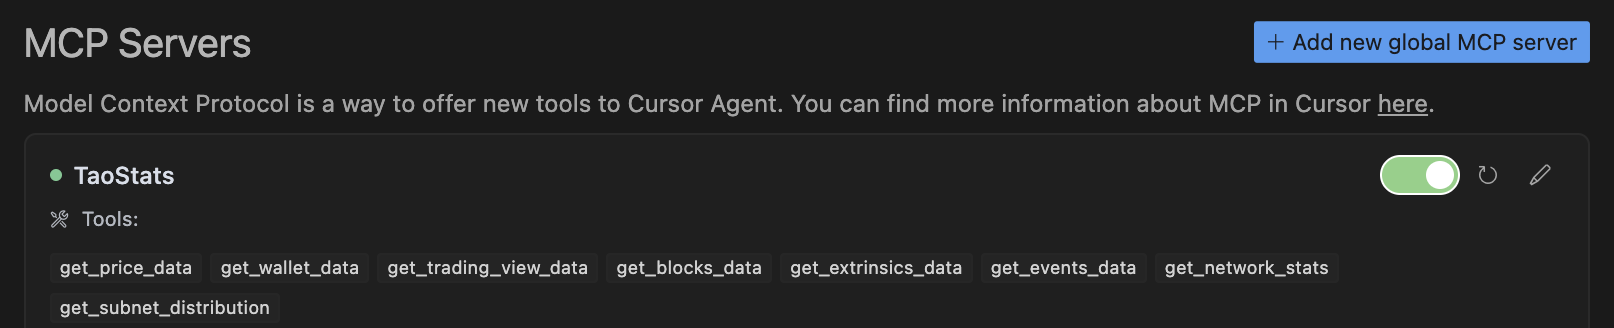 MCP Servers
+ Add new global MCP server
Model Context Protocol is a way to offer new tools to Cursor Agent. You can find more information about MCP in Cursor here.
TaoStats
Tools:
get_price_data get_wallet_data get_trading_view_data get_blocks_data get_extrinsics_data get_events_data get_network_stats
get_subnet_distribution